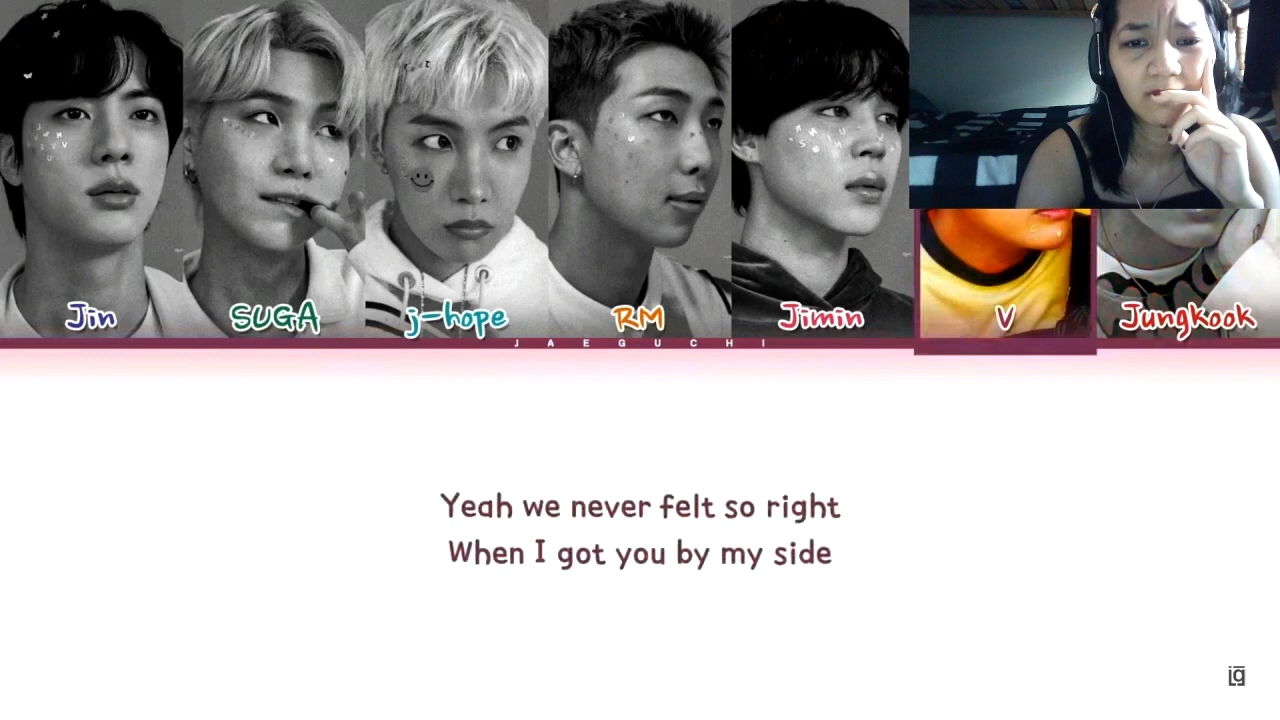 Jin
SUGA
j-hope
RM
Jimin
V
Jungkook
JAEGUCHI
Yeah we never felt so right
When I got you by my side